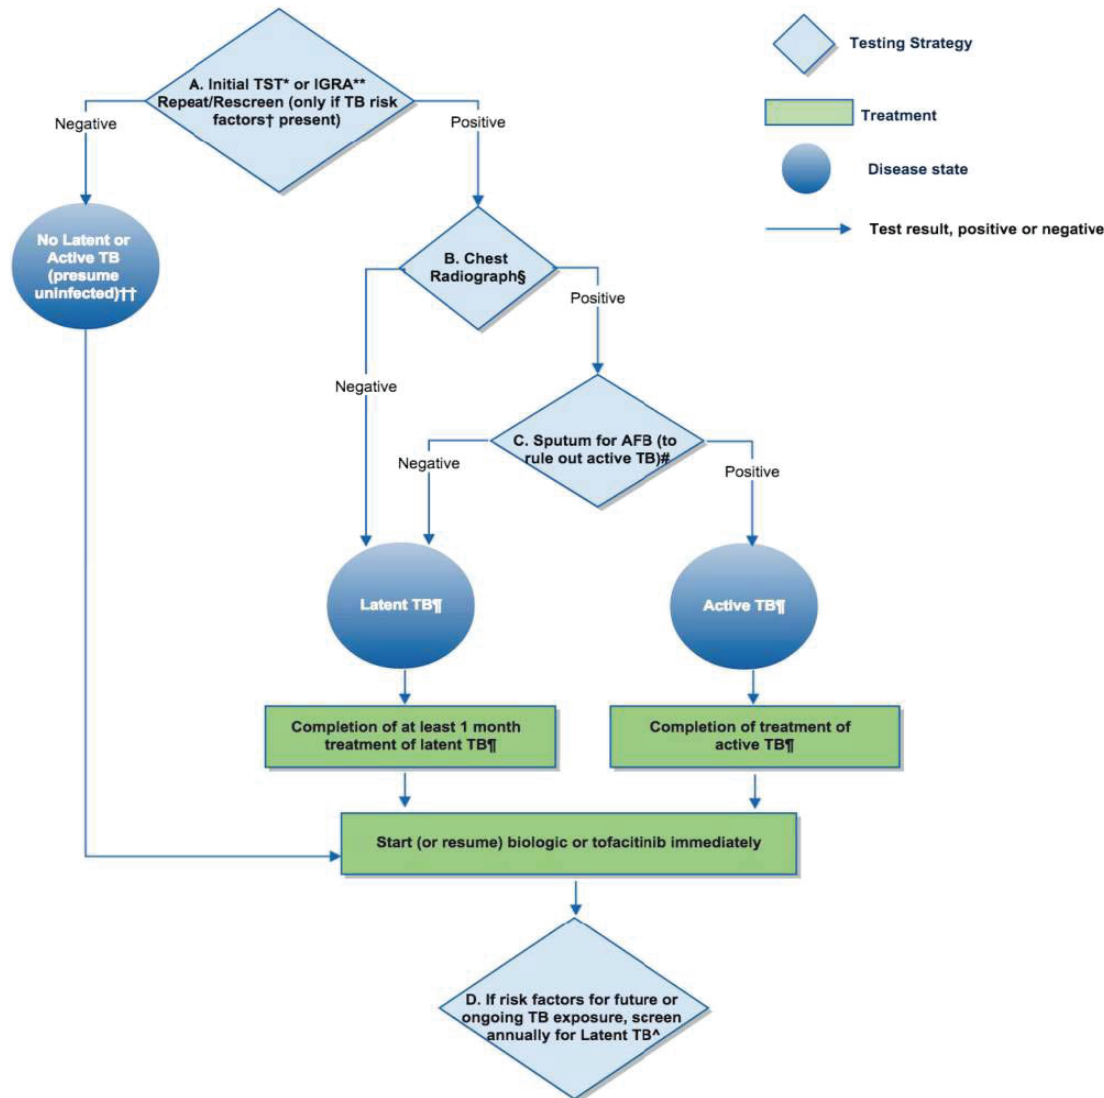 A. Initial TST* or IGRA**
Repeat/Rescreen (only if TB risk
factors† present)
Negative
Positive
Testing Strategy
Treatment
Disease state
Test result, positive or negative
No Latent or
Active TB
(presume
uninfected)††
B. Chest
Radiograph§
Positive
Negative
C. Sputum for AFB (to
rule out active TB)#
Negative
Positive
Latent TB¶
Active TB¶
Completion of at least 1 month
treatment of latent TB¶
Completion of treatment of
active TB¶
Start (or resume) biologic or tofacitinib immediately
D. If risk factors for future or
ongoing TB exposure, screen
annually for Latent TB^